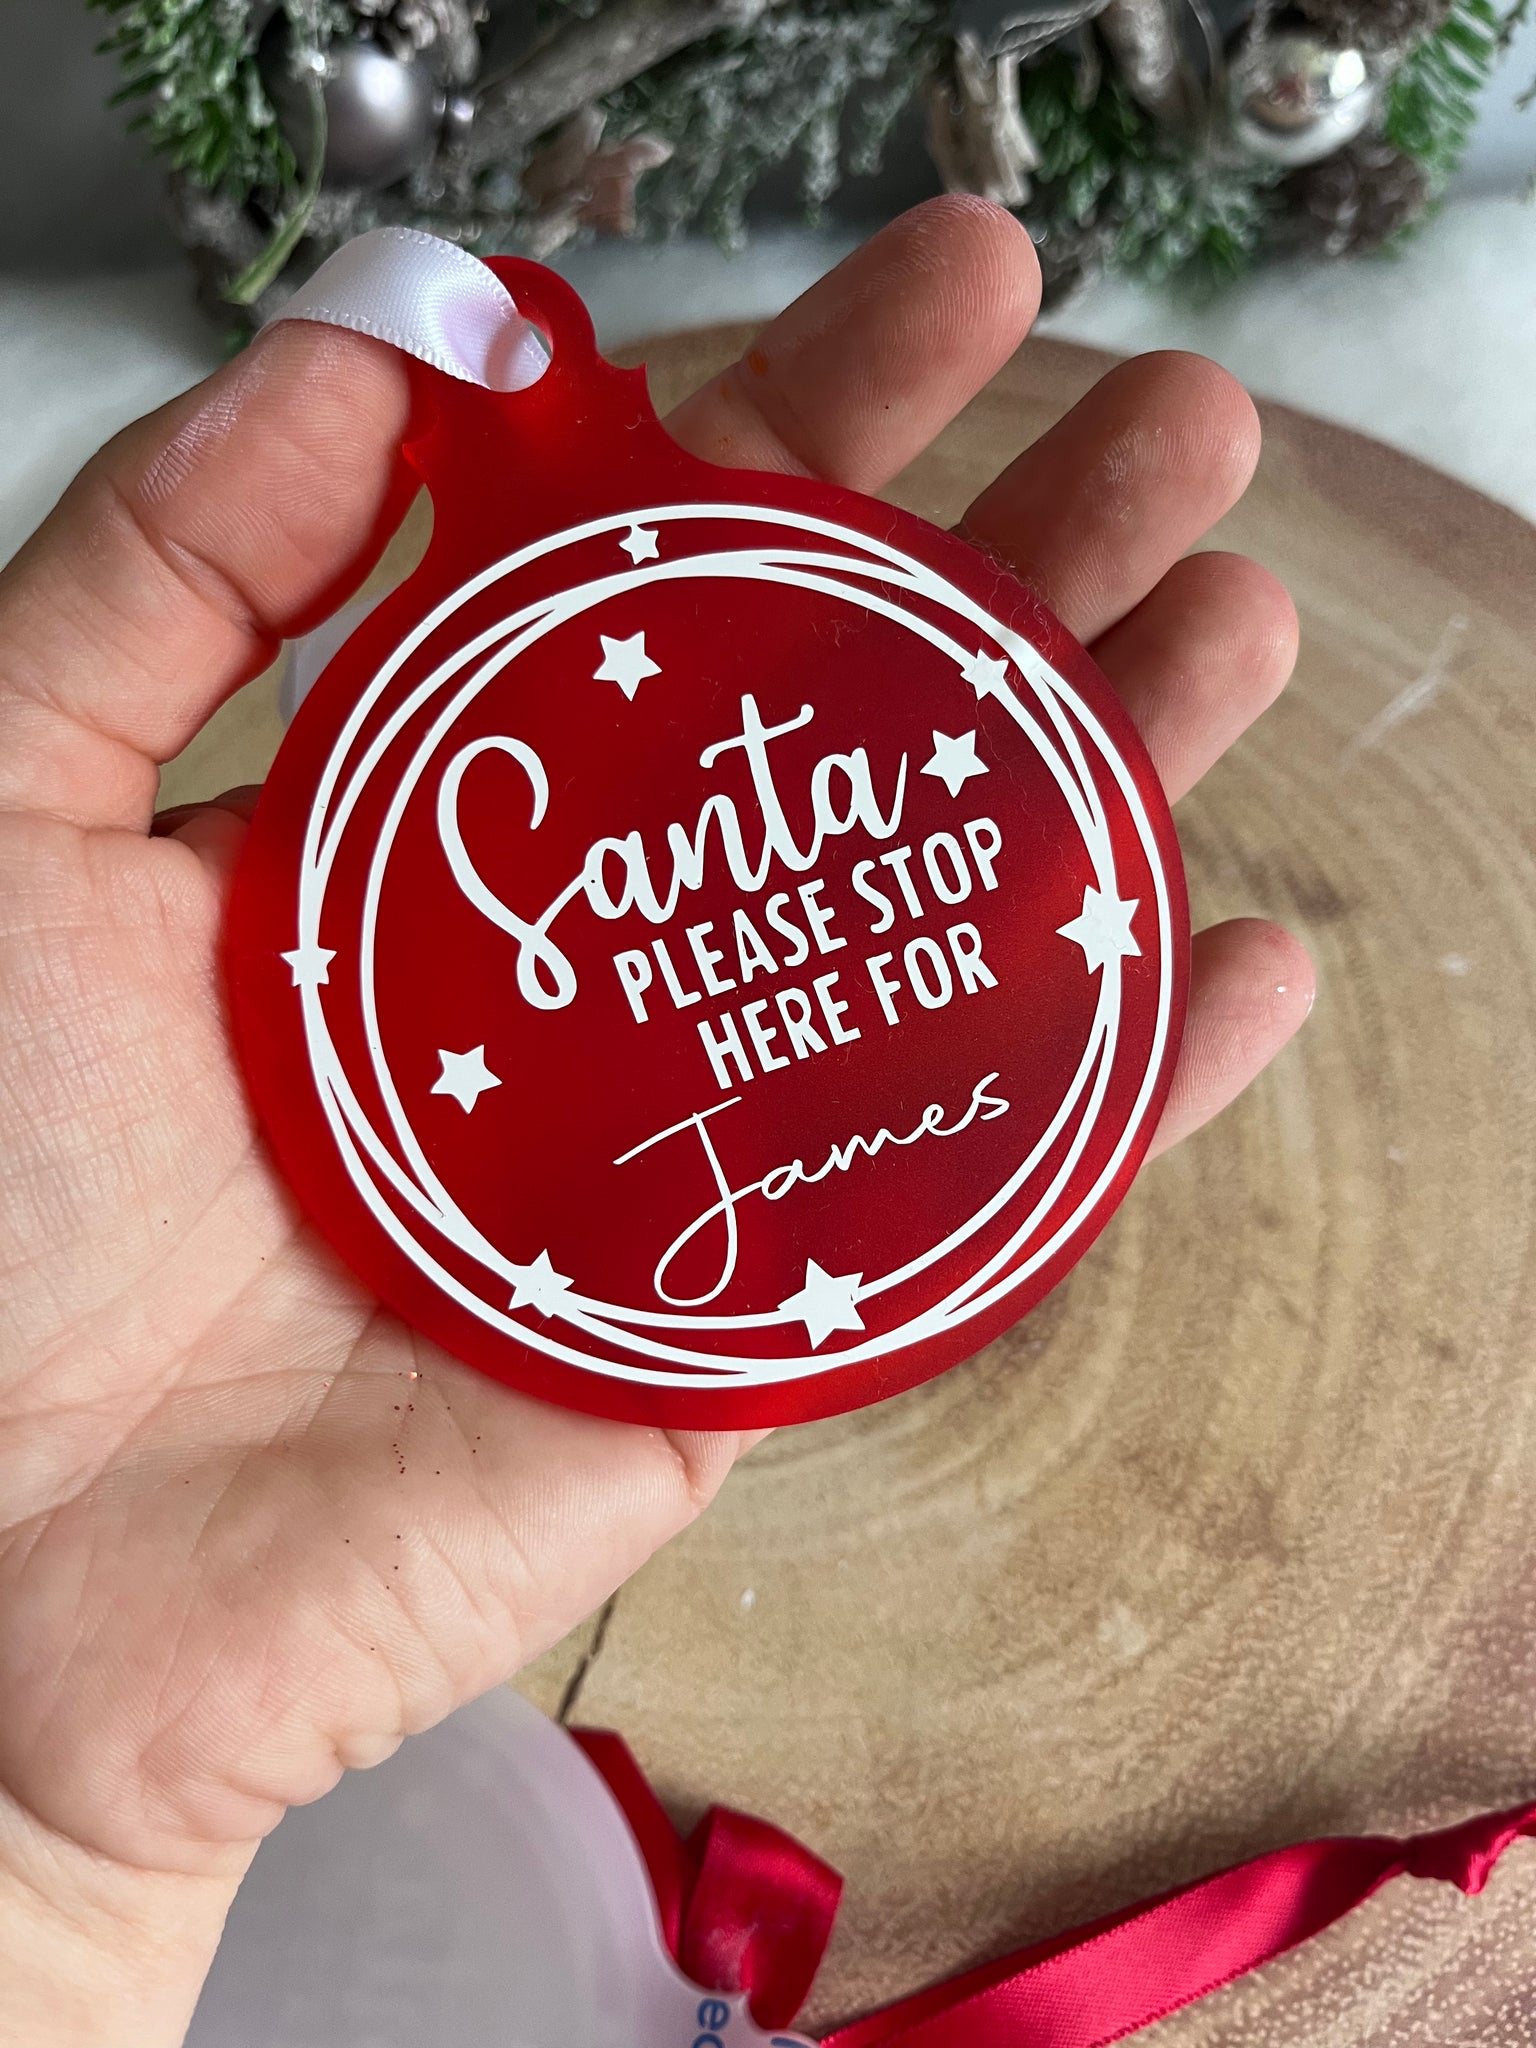 Santa
PLEASE STOP
HERE FOR
James